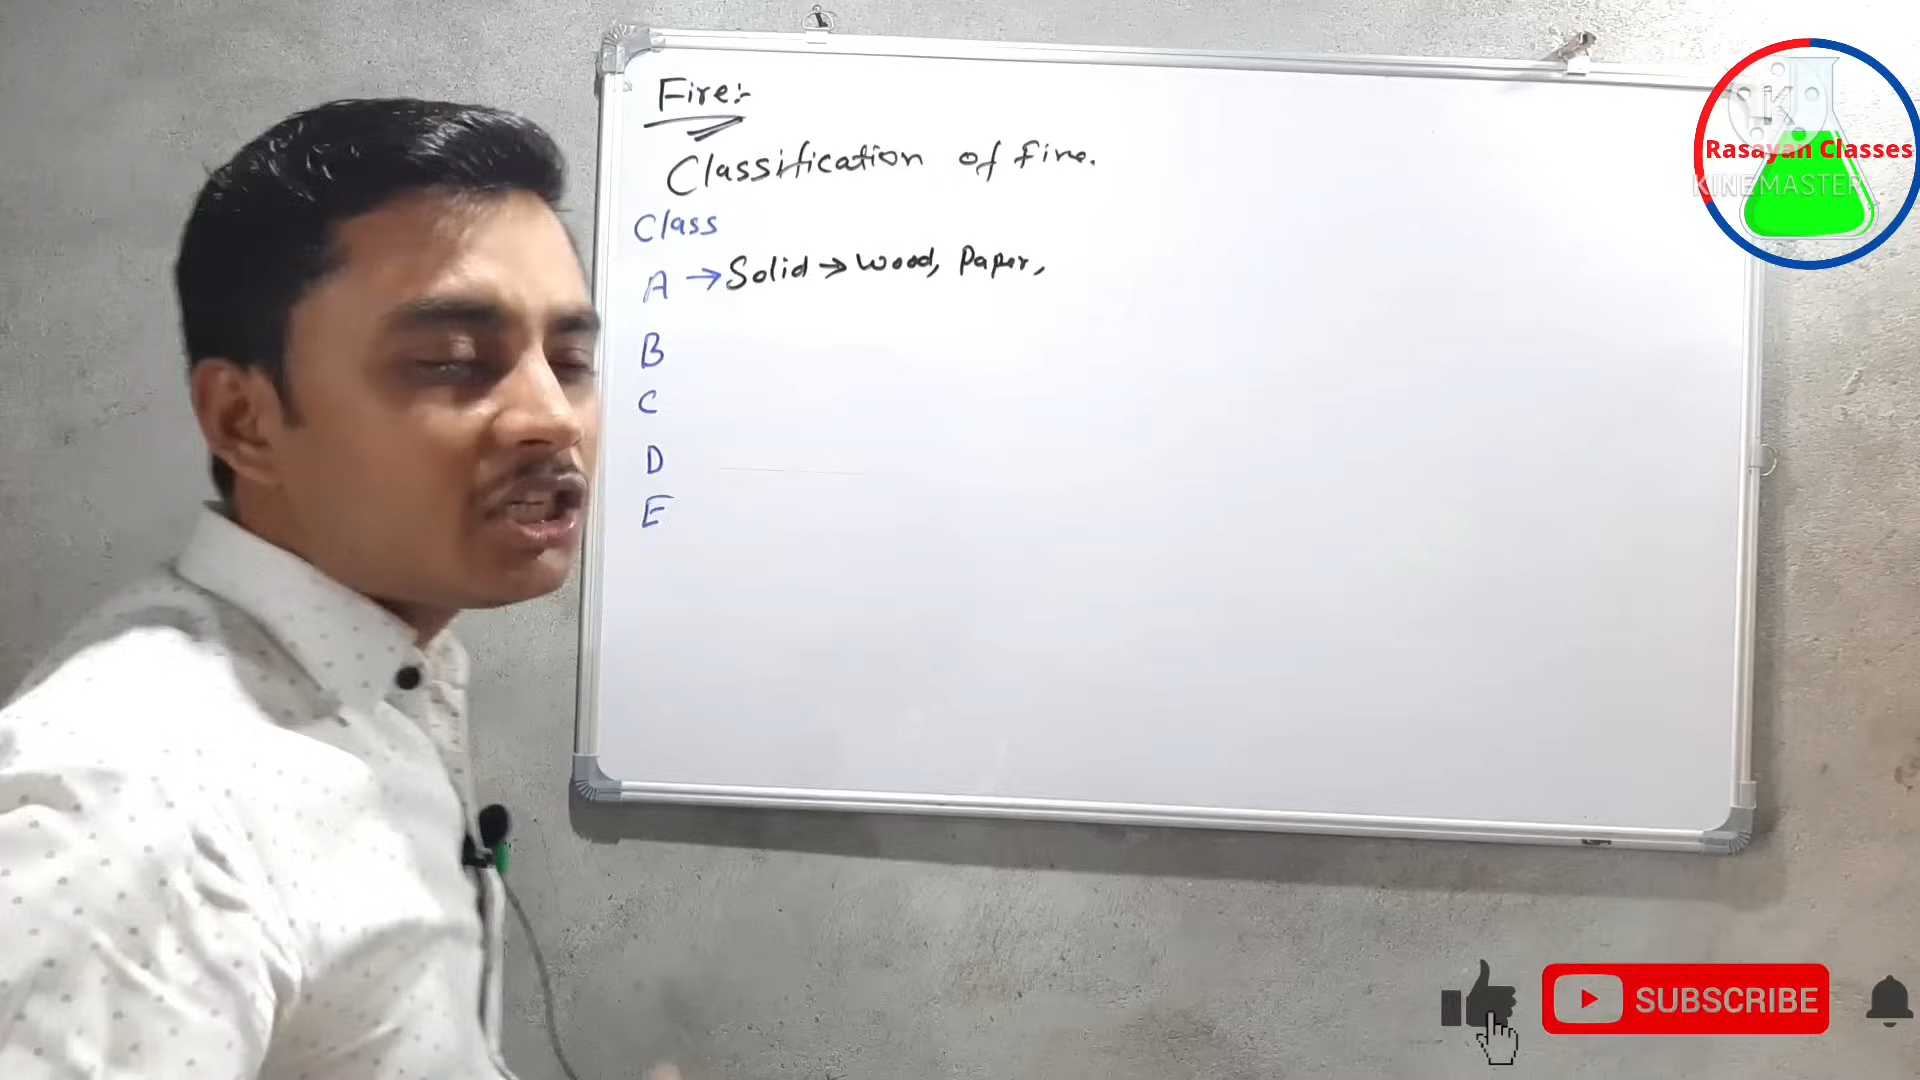 Fire:-
Classification of fire.
Class
A → Solid → Wood, Paper,
B
C
D
E
K
Rasayan Classes
KINEMASTER
SUBSCRIBE